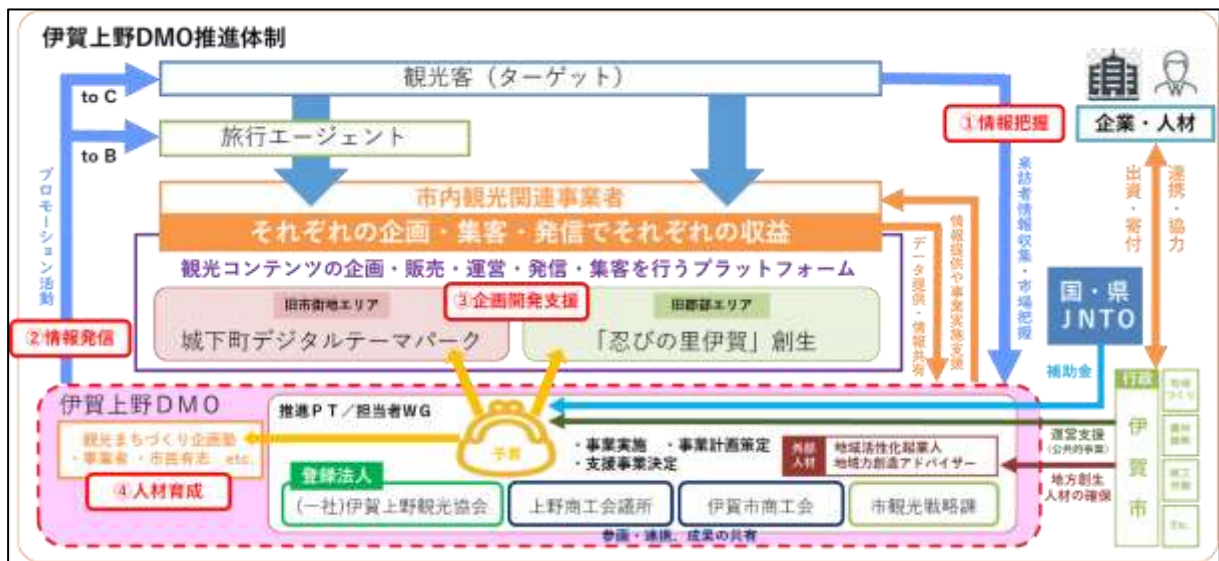 伊賀上野DMO推進体制
観光客（ターゲット）
to C
旅行エージェント
to B
①情報把握
企業・人材
プロモーション活動
市内観光関連事業者
それぞれの企画・集客・発信でそれぞれの収益
観光コンテンツの企画・販売・運営・発信・集客を行うプラットフォーム
旧市街地エリア
城下町デジタルテーマパーク
③企画開発支援
旧郡部エリア
「忍びの里伊賀」創生
データ提供・情報共有
情報提供や事業実施支援
来訪者情報収集・市場把握
出資・寄付
連携・協力
国・県
JNTO
②情報発信
補助金
伊賀上野DMO
観光まちづくり企画塾
・事業者・市民有志 etc.
④人材育成
推進PT／担当者WG
予算
・事業実施 ・事業計画策定
・支援事業決定
外部
人材
地域活性化起業人
地域力創造アドバイザー
運営支援
（公共的事業）
地方創生
人材の確保
行政
伊賀市
地域
づくり
Etc.
登録法人
(一社)伊賀上野観光協会
上野商工会議所
伊賀市商工会
市観光戦略課
参画・連携、成果の共有